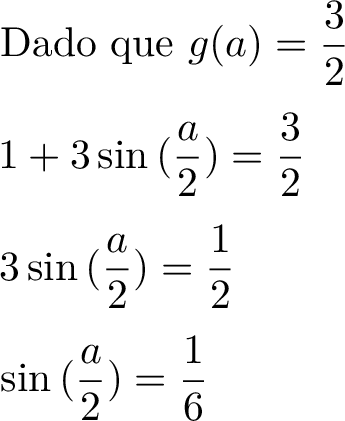 Dado que g(a) = 3/2
1 + 3 sin (a/2) = 3/2
3 sin (a/2) = 1/2
sin (a/2) = 1/6